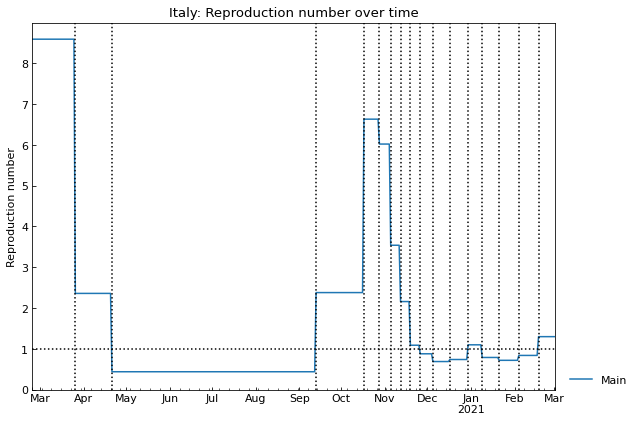 Italy: Reproduction number over time
Reproduction number
8
7
6
5
4
3
2
1
0
Mar Apr May Jun Jul Aug Sep Oct Nov Dec Jan Feb Mar
2021
Main